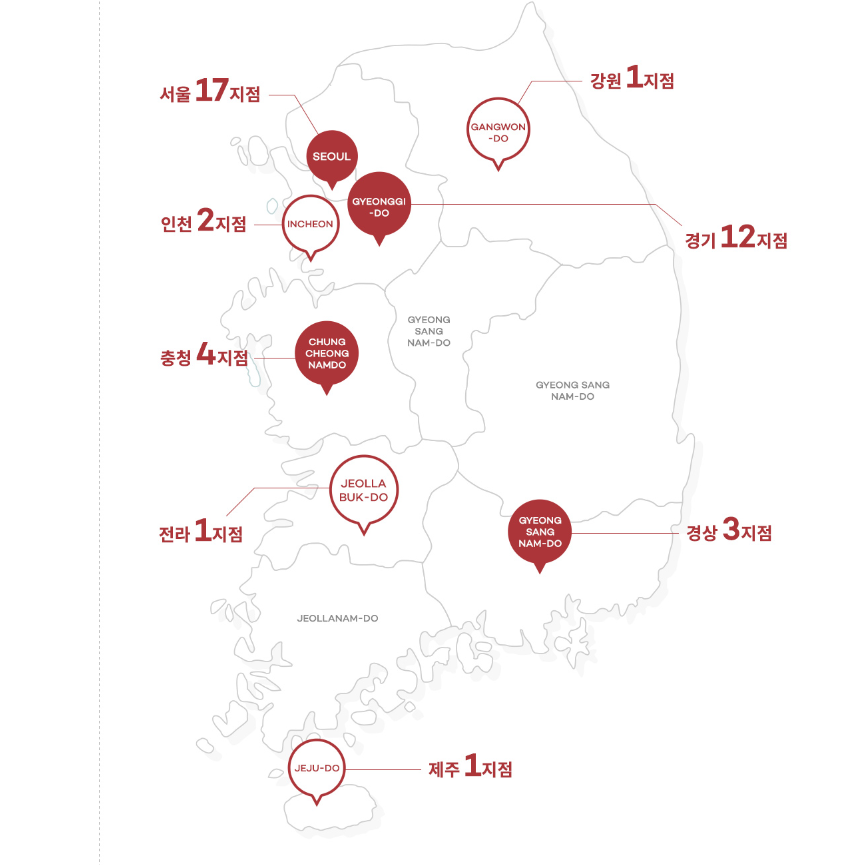 강원 1지점
서울 17지점
GANGWON
-DO
SEOUL
GYEONGGI
-DO
인천 2지점
INCHEON
경기 12지점
GYEONG
SANG
NAM-DO
CHUNG
CHEONG
NAMDO
충청 4지점
GYEONG SANG
NAM-DO
JEOLLA
BUK-DO
전라 1지점
GYEONG
SANG
NAM-DO
경상 3지점
JEOLLANAM-DO
JEJU-DO
제주 1지점